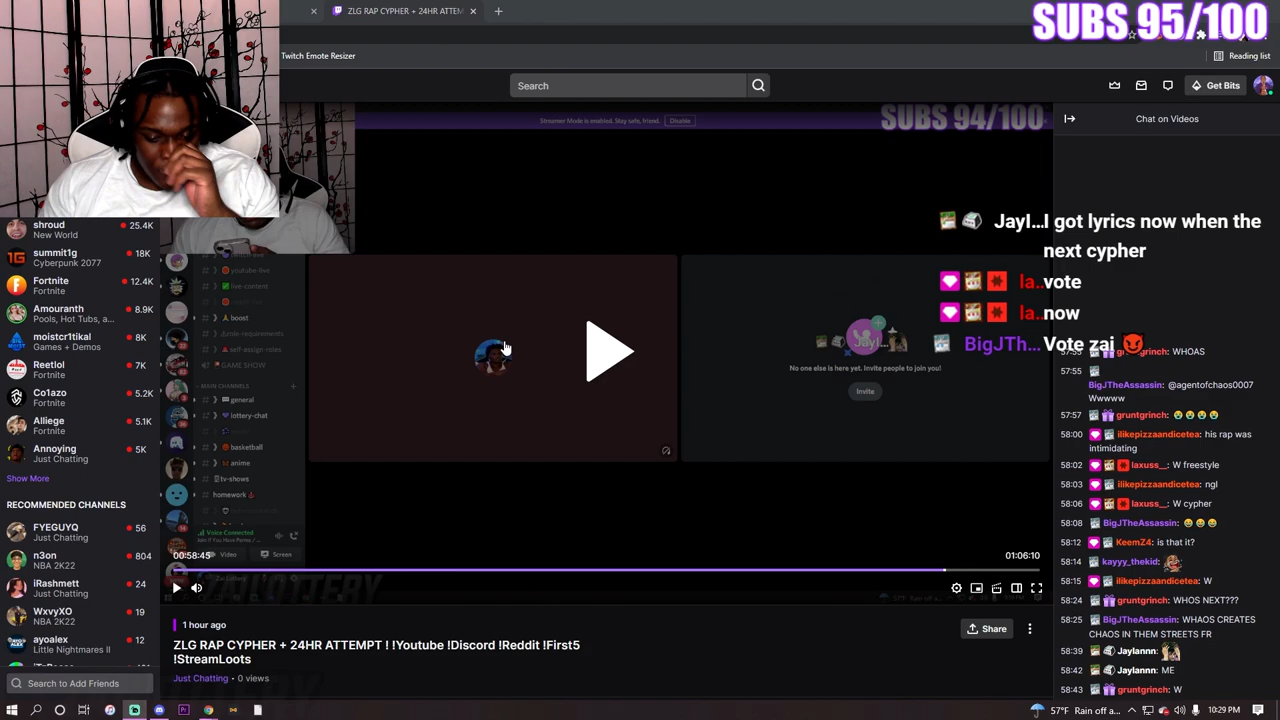 SUBS 95/100
ZLG RAP CYPHER + 24HR ATTEM
Twitch Emote Resizer
Reading list
Search
Get Bits
Streamer Mode is enabled. Stay safe, friend.
Disable
SUBS 94/100
Chat on Videos
shroud
25.4K
New World
summit1g
18K
Cyberpunk 2077
Fortnite
12.4K
Fortnite
Amouranth
8.9K
Pools, Hot Tubs, a...
moistcr1tikal
8K
Games + Demos
Reetlol
7K
Fortnite
Co1azo
5.2K
Fortnite
Alliege
5.1K
Fortnite
Annoying
5K
Just Chatting
Show More
RECOMMENDED CHANNELS
FYEGUYQ
56
Just Chatting
n3on
804
NBA 2K22
iRashmett
24
Just Chatting
WxvyXO
19
NBA 2K22
ayoalex
12
Little Nightmares II
Search to Add Friends
youtube-live
live-content
boost
role-requirements
self-assign-roles
GAME SHOW
MAIN CHANNELS
general
lottery-chat
basketball
anime
tv-shows
homework
Voice Connected
Video
Screen
Jayl...
No one else is here yet. Invite people to join you!
Invite
00:58:45
01:06:10
1 hour ago
ZLG RAP CYPHER + 24HR ATTEMPT ! !Youtube !Discord !Reddit !First5
!StreamLoots
Just Chatting • 0 views
Share
Jayl... I got lyrics now when the
next cypher
la.. vote
la.. now
BigJTh... Vote zai 😈
grinch: WHOAS
57:55
BigJTheAssassin: @agentofchaos0007
Wwwww
57:57 gruntgrinch: 😂😂😂😂
58:00 ilikepizzaandicetea: his rap was
intimidating
58:02 laxuss__: W freestyle
58:02 ilikepizzaandicetea: ngl
58:06 laxuss__: W cypher
58:08 BigJTheAssassin: 😂😂😂
58:12 KeemZ4: is that it?
58:14 kayyy_thekid:
58:15 ilikepizzaandicetea: W
58:24 gruntgrinch: WHOS NEXT???
58:25 BigJTheAssassin: WHAOS CREATES
CHAOS IN THEM STREETS FR
58:39 Jaylannn:
58:42 Jaylannn: ME
58:43 gruntgrinch: W
57°F Rain off a...
10:29 PM